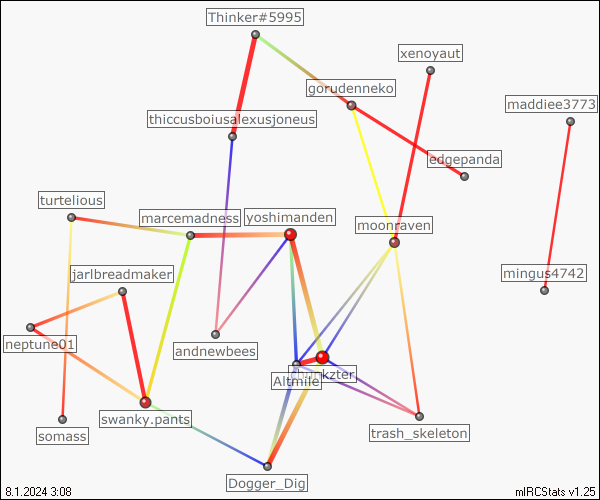 Thinker#5995
xenoyaut
gorudenneko
maddiee3773
thiccusboiusalexusjoneus
edgepanda
turtelious
marcemadness
yoshimanden
moonraven
jarlbreadmaker
mingus4742
neptune01
andnewbees
Altmile
kzter
swanky.pants
somass
trash_skeleton
Dogger_Dig
8.1.2024 3:08
mIRCStats v1.25